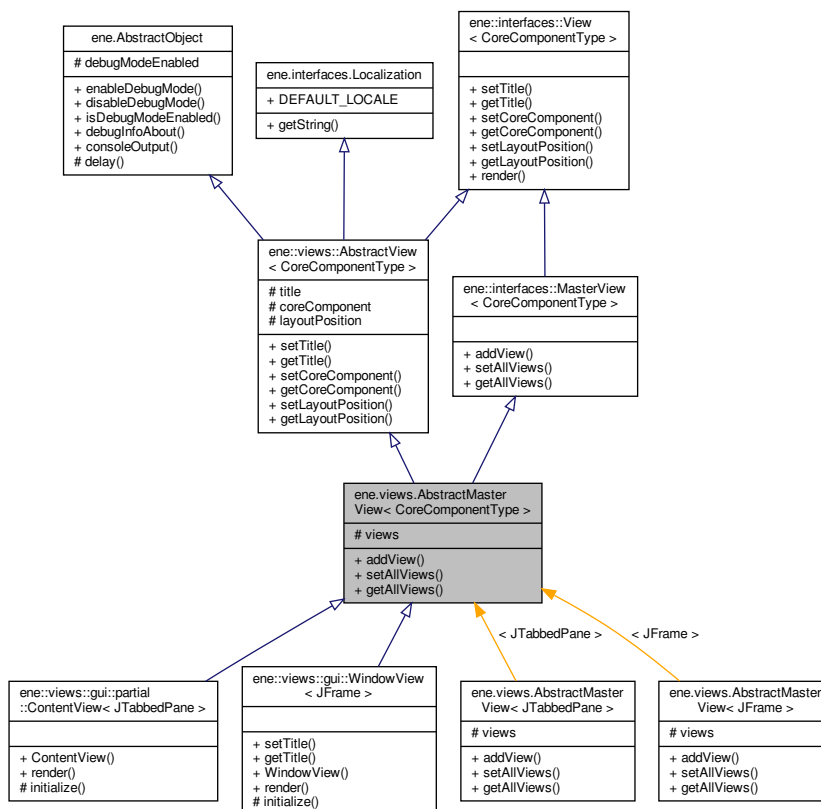 ene.AbstractObject
# debugModeEnabled
+ enableDebugMode()
+ disableDebugMode()
+ isDebugModeEnabled()
+ debugInfoAbout()
+ consoleOutput()
# delay()
ene.interfaces.Localization
+ DEFAULT_LOCALE
+ getString()
ene::interfaces::View
< CoreComponentType >
+ setTitle()
+ getTitle()
+ setCoreComponent()
+ getCoreComponent()
+ setLayoutPosition()
+ getLayoutPosition()
+ render()
ene::views::AbstractView
< CoreComponentType >
# title
# coreComponent
# layoutPosition
+ setTitle()
+ getTitle()
+ setCoreComponent()
+ getCoreComponent()
+ setLayoutPosition()
+ getLayoutPosition()
ene::interfaces::MasterView
< CoreComponentType >
+ addView()
+ setAllViews()
+ getAllViews()
ene.views.AbstractMaster
View< CoreComponentType >
# views
+ addView()
+ setAllViews()
+ getAllViews()
< JTabbedPane >
< JFrame >
ene::views::gui::partial
::ContentView< JTabbedPane >
+ ContentView()
+ render()
# initialize()
ene::views::gui::WindowView
< JFrame >
+ setTitle()
+ getTitle()
+ WindowView()
+ render()
# initialize()
ene.views.AbstractMaster
View< JTabbedPane >
# views
+ addView()
+ setAllViews()
+ getAllViews()
ene.views.AbstractMaster
View< JFrame >
# views
+ addView()
+ setAllViews()
+ getAllViews()